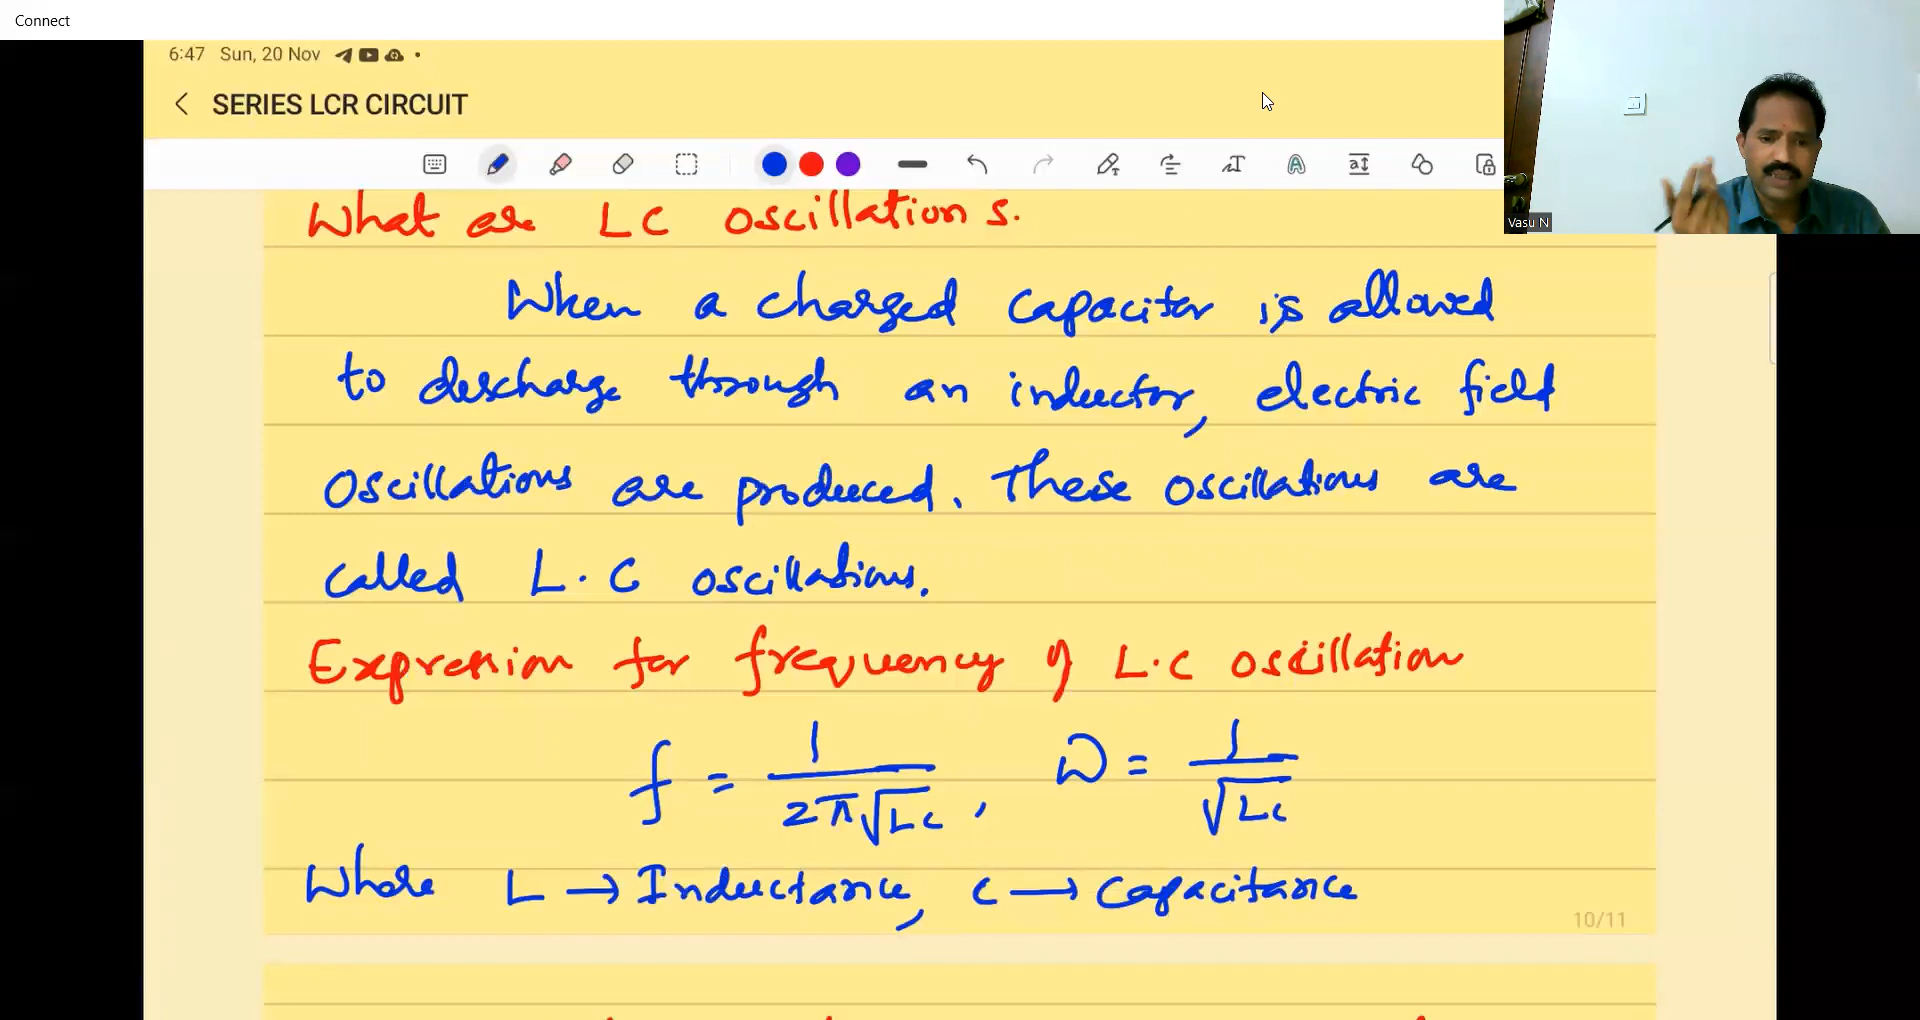 Connect
6:47 Sun, 20 Nov
SERIES LCR CIRCUIT
Vasu N
What are LC oscillations.
When a charged capacitor is allowed
to discharge through an inductor, electric field
oscillations are produced. These oscillations are
called L.C oscillations.
Expression for frequency of L.C oscillation
f = 1/2π√LC, ω = 1/√LC
Where L → Inductance, C → Capacitance
10/11